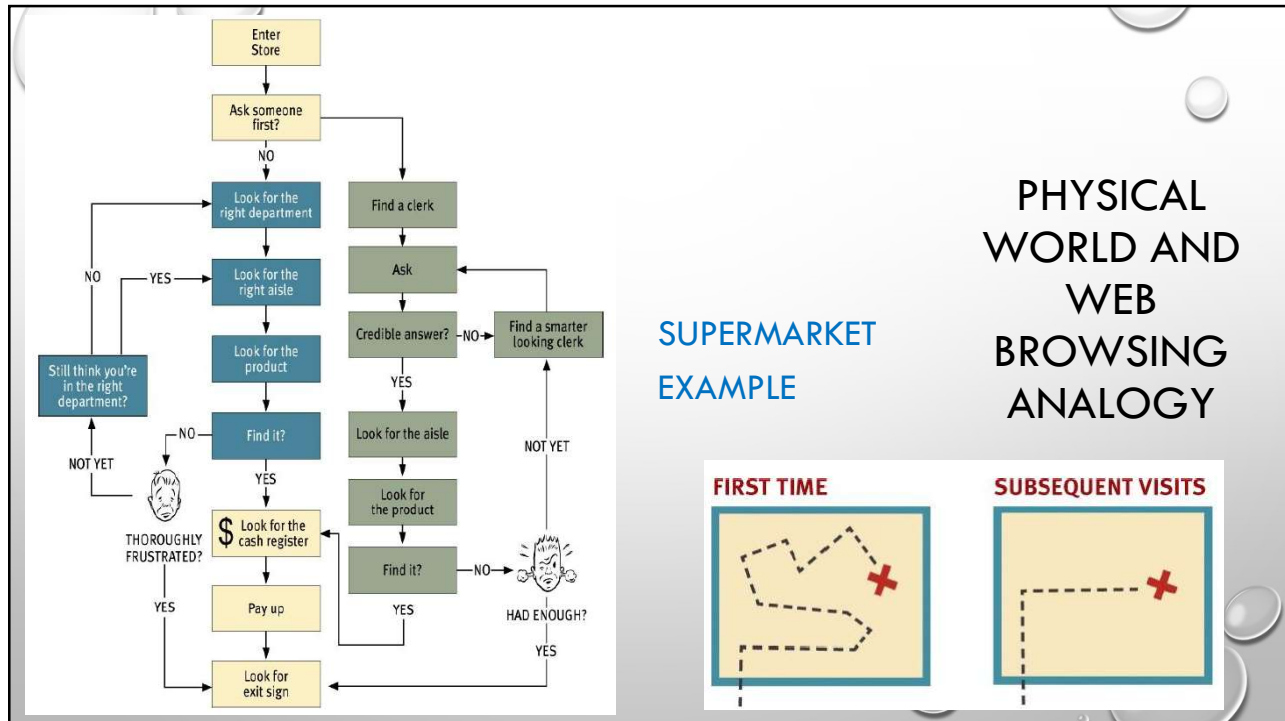 Enter
Store
Ask someone
first?
NO
Look for the
right department
Find a clerk
NO
YES
Look for the
right aisle
Ask
Look for the
product
Credible answer?
NO
Find a smarter
looking clerk
Still think you're
in the right
department?
YES
NO
Find it?
Look for the aisle
NOT YET
NOT YET
YES
Look for
the product
THOROUGHLY
FRUSTRATED?
$ Look for the
cash register
Find it?
NO
YES
Pay up
YES
HAD ENOUGH?
YES
Look for
exit sign
SUPERMARKET
EXAMPLE
PHYSICAL
WORLD AND
WEB
BROWSING
ANALOGY
FIRST TIME
SUBSEQUENT VISITS